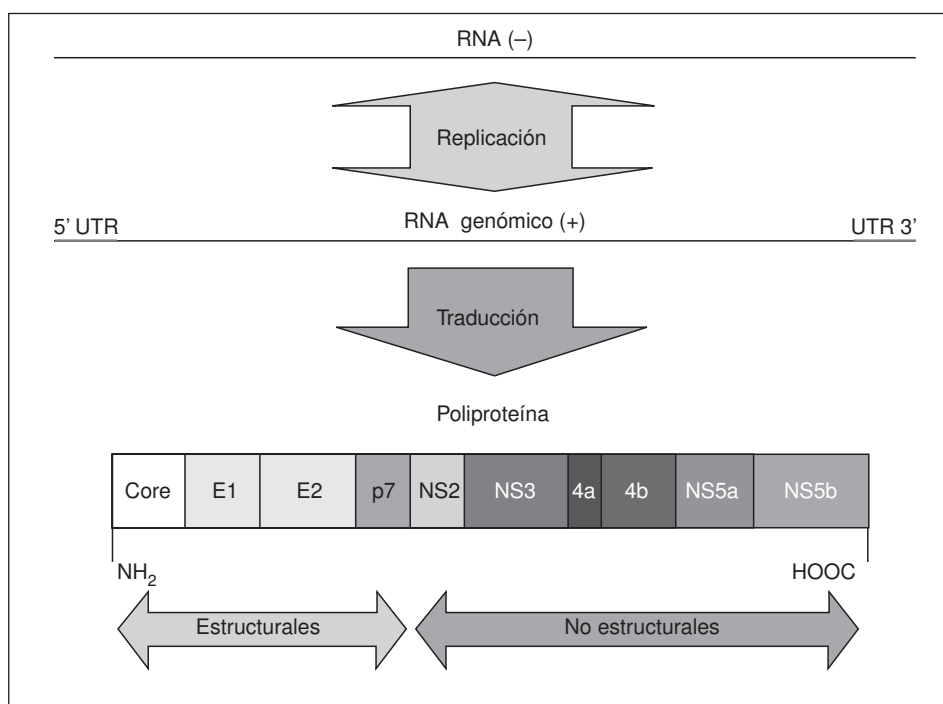 RNA (–)
Replicación
5’ UTR RNA genómico (+) UTR 3’
Traducción
Poliproteína
Core E1 E2 p7 NS2 NS3 4a 4b NS5a NS5b
NH2 HOOC
Estructurales No estructurales